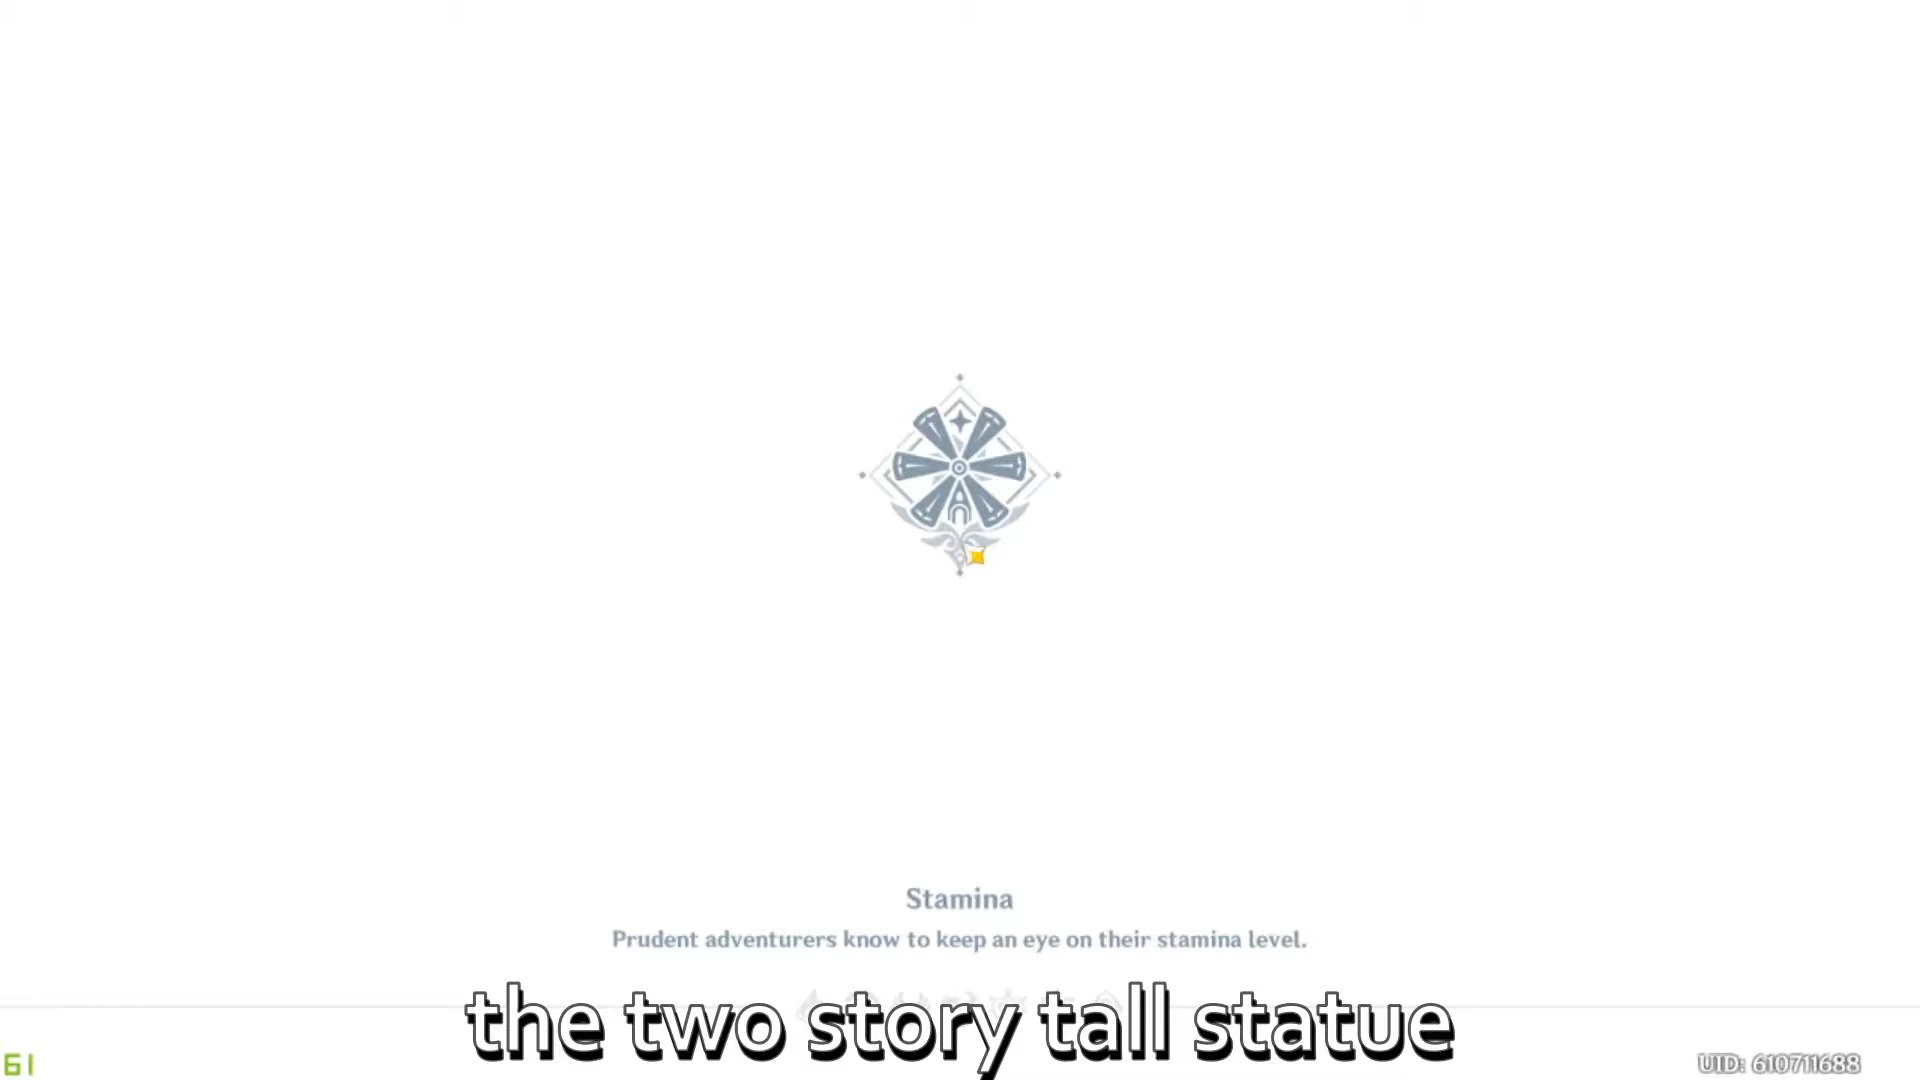 Stamina
Prudent adventurers know to keep an eye on their stamina level.
the two story tall statue
61
UID: 610711688